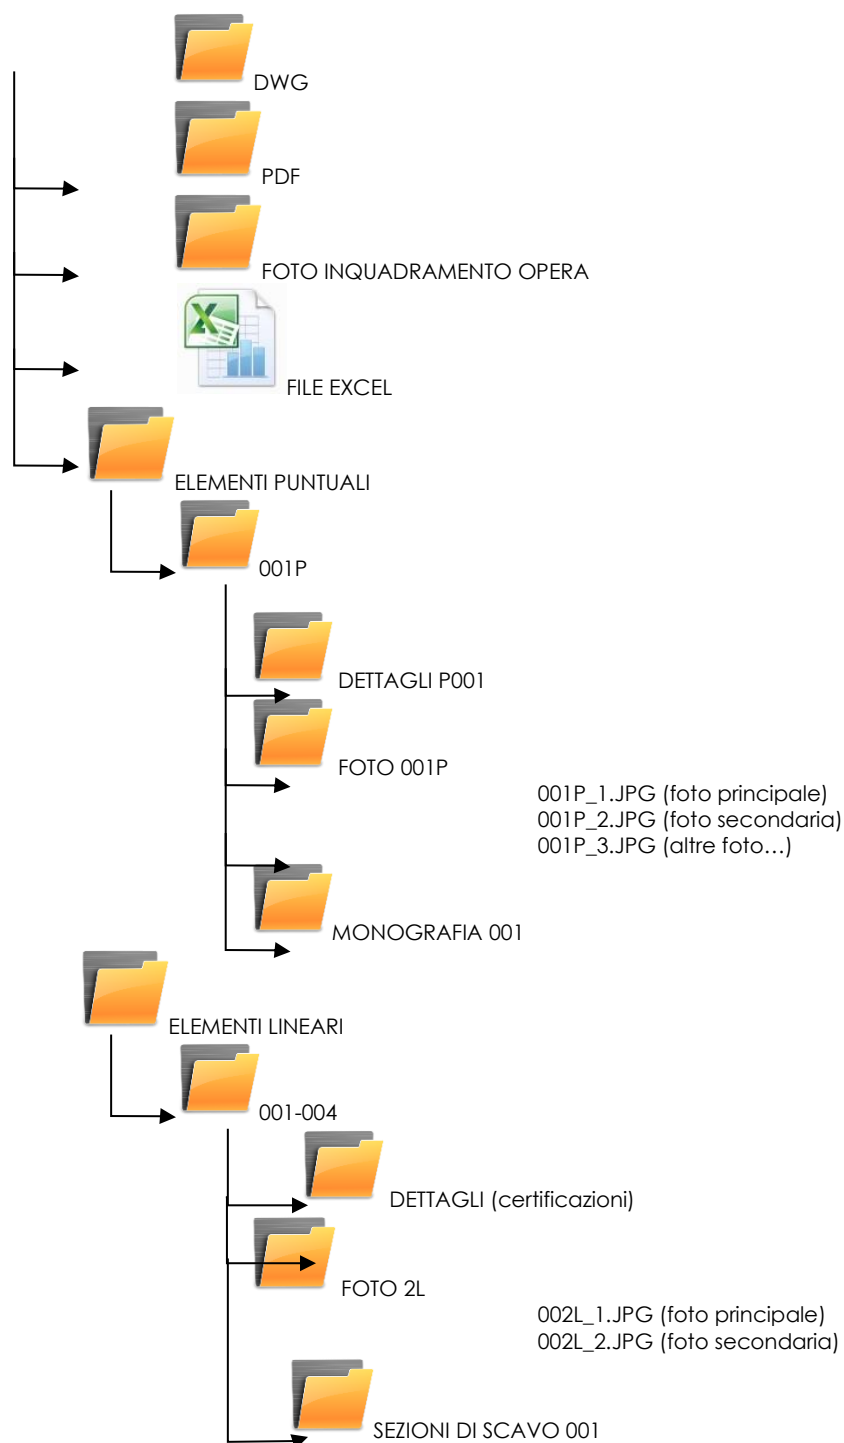 DWG
PDF
FOTO INQUADRAMENTO OPERA
FILE EXCEL
ELEMENTI PUNTUALI
001P
DETTAGLI P001
FOTO 001P
001P_1.JPG (foto principale)
001P_2.JPG (foto secondaria)
001P_3.JPG (altre foto…)
MONOGRAFIA 001
ELEMENTI LINEARI
001-004
DETTAGLI (certificazioni)
FOTO 2L
002L_1.JPG (foto principale)
002L_2.JPG (foto secondaria)
SEZIONI DI SCAVO 001